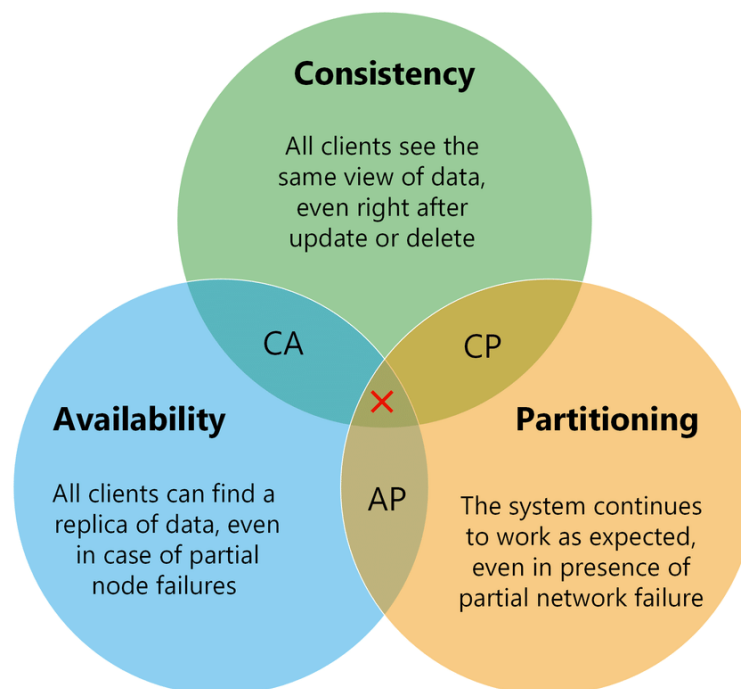 Consistency
All clients see the
same view of data,
even right after
update or delete
CA
CP
Availability
All clients can find a
replica of data, even
in case of partial
node failures
AP
Partitioning
The system continues
to work as expected,
even in presence of
partial network failure